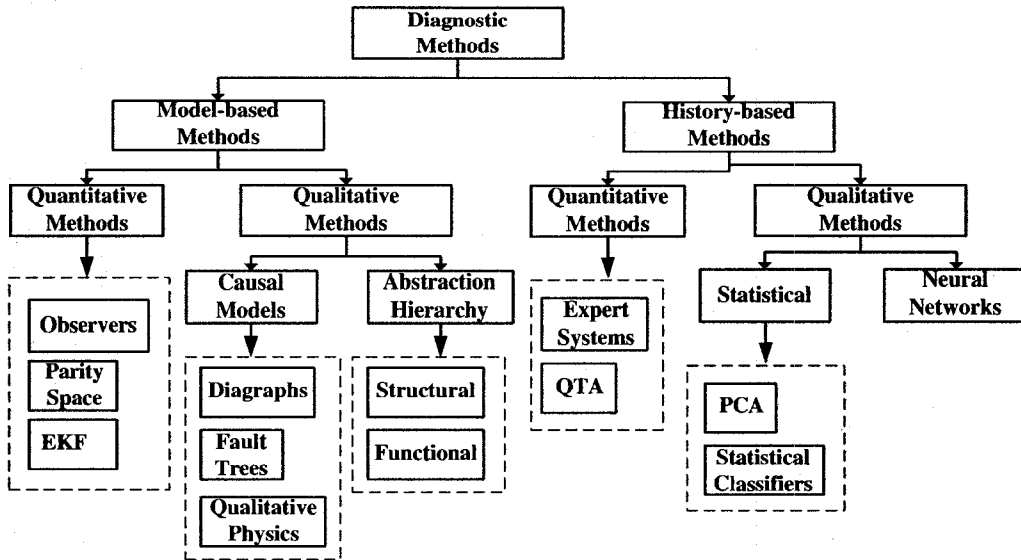 Diagnostic
Methods
Model-based
Methods
History-based
Methods
Quantitative
Methods
Qualitative
Methods
Quantitative
Methods
Qualitative
Methods
Causal
Models
Abstraction
Hierarchy
Statistical
Neural
Networks
Observers
Parity
Space
EKF
Diagraphs
Fault
Trees
Qualitative
Physics
Structural
Functional
Expert
Systems
QTA
PCA
Statistical
Classifiers